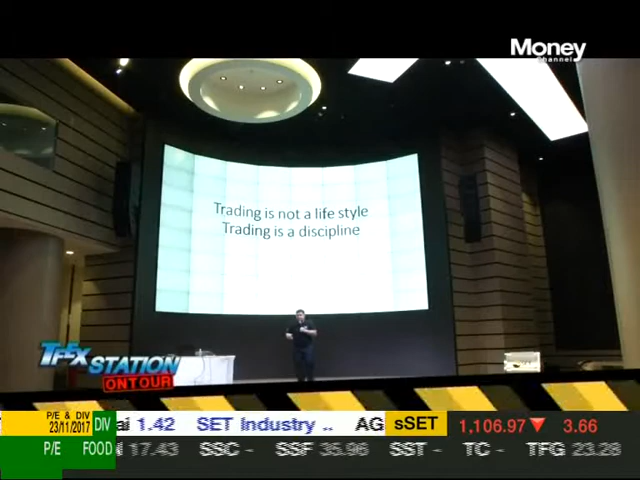 Money
Channel
Trading is not a life style
Trading is a discipline
TFEX STATION
ON TOUR
P/E & DIV
23/11/2017
DIV
1.42 SET Industry .. AG
sSET
1,106.97 3.66
P/E FOOD
17.43 SSC - SSF 35.96 SST - TC - TFG 23.28